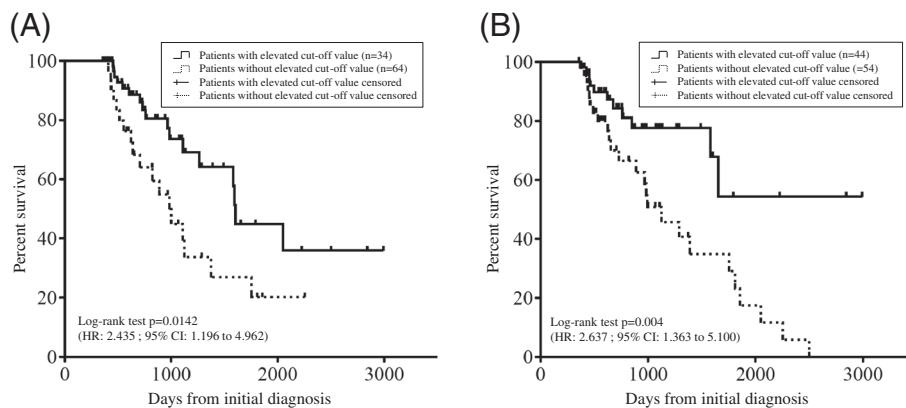 (A)
Patients with elevated cut-off value (n=34)
Patients without elevated cut-off value (n=64)
Patients with elevated cut-off value censored
Patients without elevated cut-off value censored
100
80
60
40
20
0
Percent survival
Log-rank test p=0.0142
(HR: 2.435 ; 95% CI: 1.196 to 4.962)
0 1000 2000 3000
Days from initial diagnosis
(B)
Patients with elevated cut-off value (n=44)
Patients without elevated cut-off value (=54)
Patients with elevated cut-off value censored
Patients without elevated cut-off value censored
100
80
60
40
20
0
Percent survival
Log-rank test p=0.004
(HR: 2.637 ; 95% CI: 1.363 to 5.100)
0 1000 2000 3000
Days from initial diagnosis